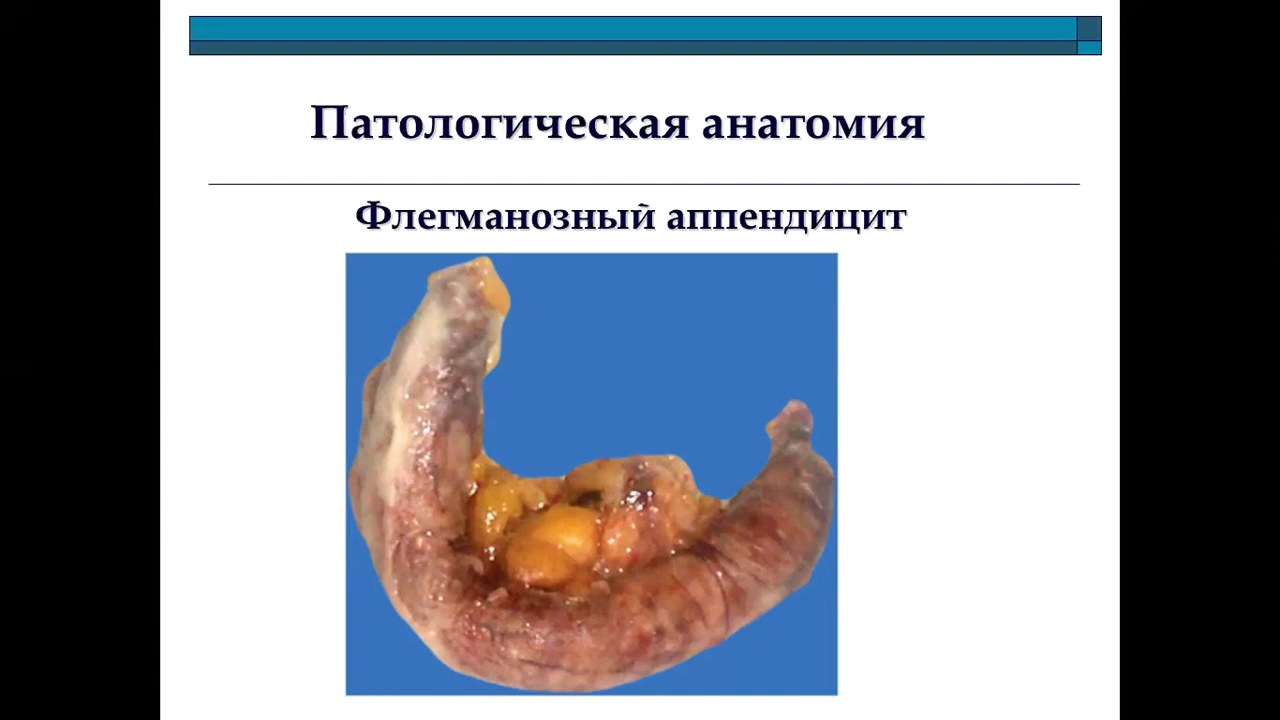 Патологическая анатомия
Флегманозный аппендицит